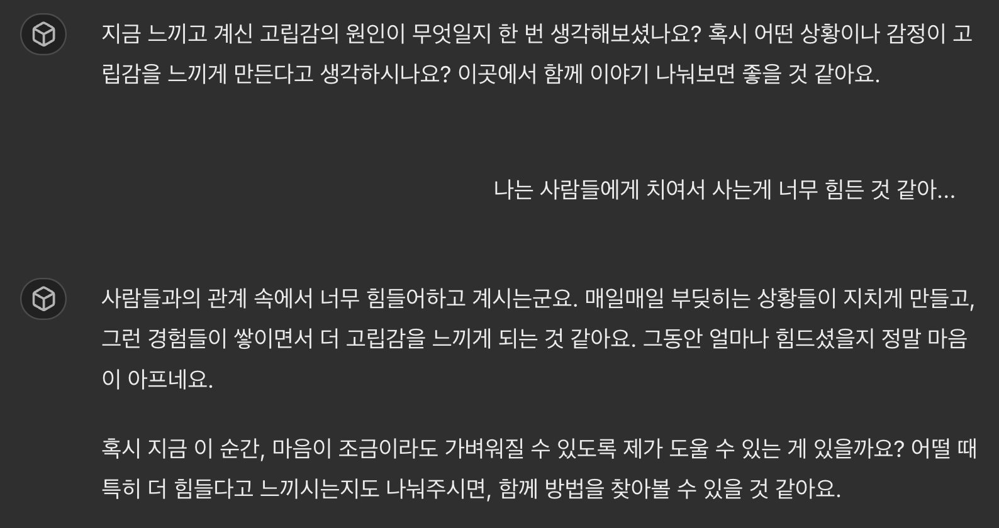 지금 느끼고 계신 고립감의 원인이 무엇일지 한 번 생각해보셨나요? 혹시 어떤 상황이나 감정이 고
립감을 느끼게 만든다고 생각하시나요? 이곳에서 함께 이야기 나눠보면 좋을 것 같아요.
나는 사람들에게 치여서 사는게 너무 힘든 것 같아...
사람들과의 관계 속에서 너무 힘들어하고 계시는군요. 매일매일 부딪히는 상황들이 지치게 만들고,
그런 경험들이 쌓이면서 더 고립감을 느끼게 되는 것 같아요. 그동안 얼마나 힘드셨을지 정말 마음
이 아프네요.
혹시 지금 이 순간, 마음이 조금이라도 가벼워질 수 있도록 제가 도울 수 있는 게 있을까요? 어떨 때
특히 더 힘들다고 느끼시는지도 나눠주시면, 함께 방법을 찾아볼 수 있을 것 같아요.